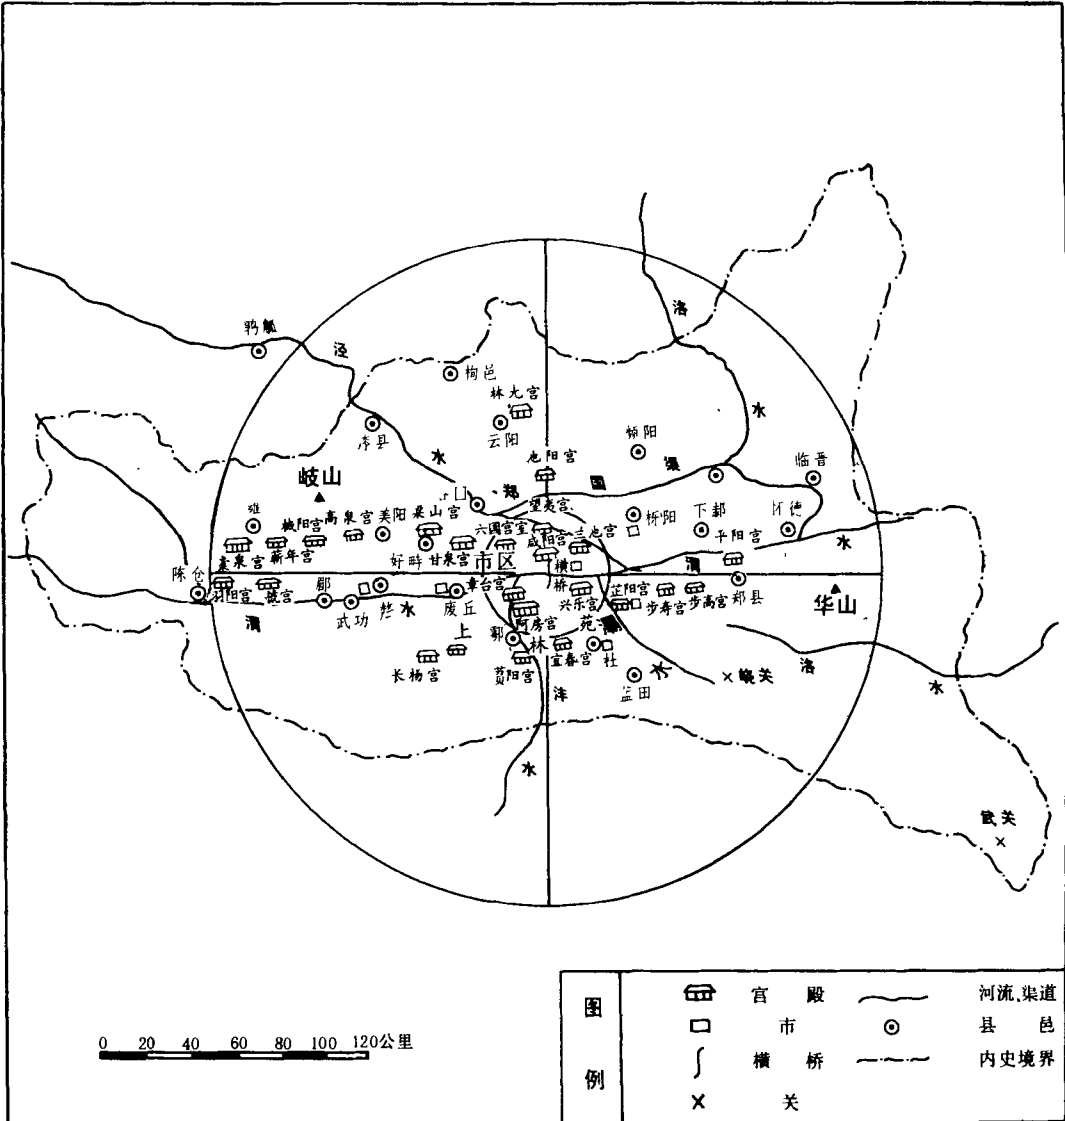 洛
鸦觚
泾
栒邑
林光宫
云阳
漆县
水
水
频阳
岐山
池阳宫
渠
国
郑
临晋
口
雍
棫阳宫
高泉宫
美阳
梁山宫
望夷宫
六国宫室
咸阳宫
兰池宫
栎阳
下邽
怀德
平阳宫
水
橐泉宫
蕲年宫
好畤
甘泉宫
市区
横
桥
渭
陈仓
羽阳宫
虢宫
郿
武功
斄
水
废丘
章台宫
兴乐宫
芷阳宫
步寿宫
步高宫
郑县
华山
渭
上
阿房宫
苑
鄠
林
宜春宫
杜
长杨宫
萯阳宫
沣
蓝田
水
峣关
洛
水
水
武关
0 20 40 60 80 100 120公里
图例
宫殿
河流、渠道
市
县邑
横桥
内史境界
关